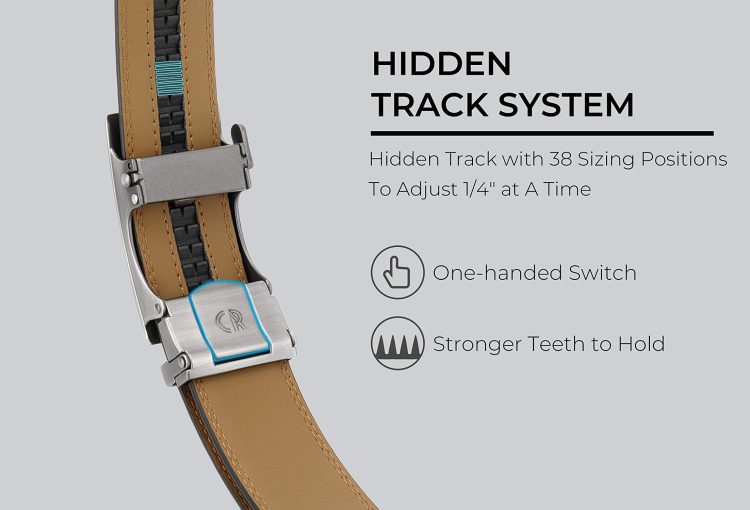 HIDDEN
TRACK SYSTEM
Hidden Track with 38 Sizing Positions
To Adjust 1/4" at A Time
One-handed Switch
Stronger Teeth to Hold
CR